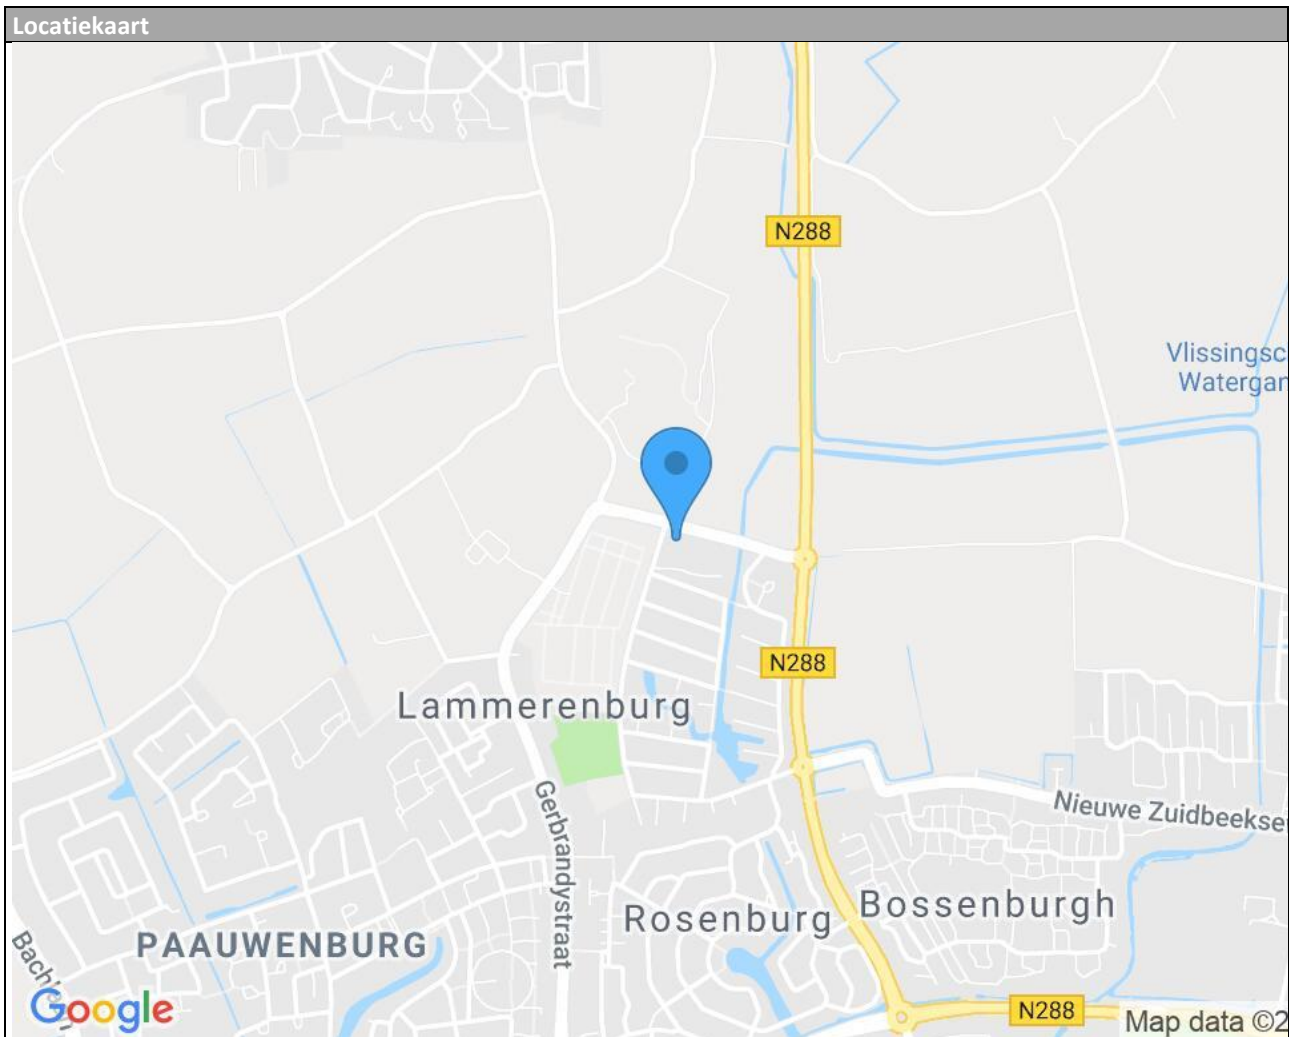 Locatiekaart
N288
Vlissingsc
Watergan
N288
Lammerenburg
Gerbrandystraat
Nieuwe Zuidbeekse
Bossenburgh
Rosenburg
PAAUWENBURG
Google
N288
Map data ©2